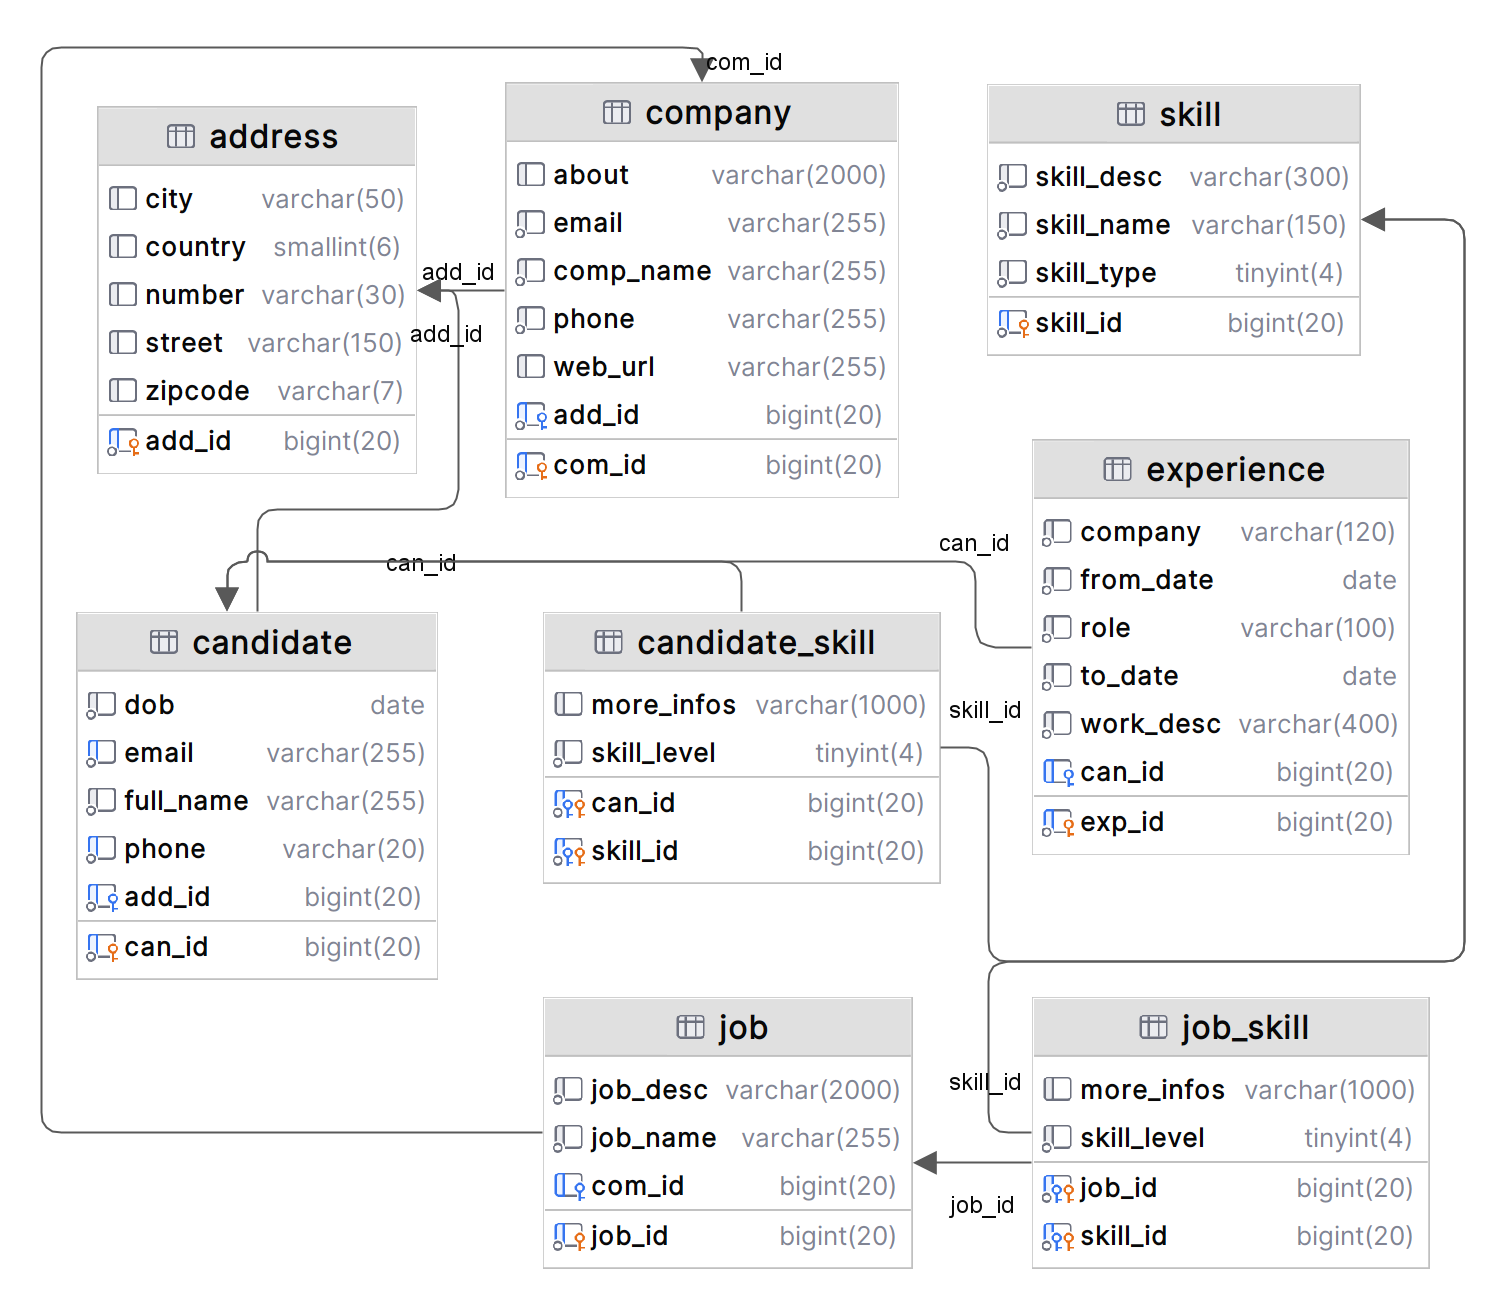 com_id
address
city varchar(50)
country smallint(6)
number varchar(30)
street varchar(150)
zipcode varchar(7)
add_id bigint(20)
add_id
add_id
company
about varchar(2000)
email varchar(255)
comp_name varchar(255)
phone varchar(255)
web_url varchar(255)
add_id bigint(20)
com_id bigint(20)
skill
skill_desc varchar(300)
skill_name varchar(150)
skill_type tinyint(4)
skill_id bigint(20)
experience
company varchar(120)
from_date date
role varchar(100)
to_date date
work_desc varchar(400)
can_id bigint(20)
exp_id bigint(20)
can_id
can_id
candidate
dob date
email varchar(255)
full_name varchar(255)
phone varchar(20)
add_id bigint(20)
can_id bigint(20)
candidate_skill
more_infos varchar(1000)
skill_level tinyint(4)
can_id bigint(20)
skill_id bigint(20)
skill_id
job
job_desc varchar(2000)
job_name varchar(255)
com_id bigint(20)
job_id bigint(20)
skill_id
job_id
job_skill
more_infos varchar(1000)
skill_level tinyint(4)
job_id bigint(20)
skill_id bigint(20)